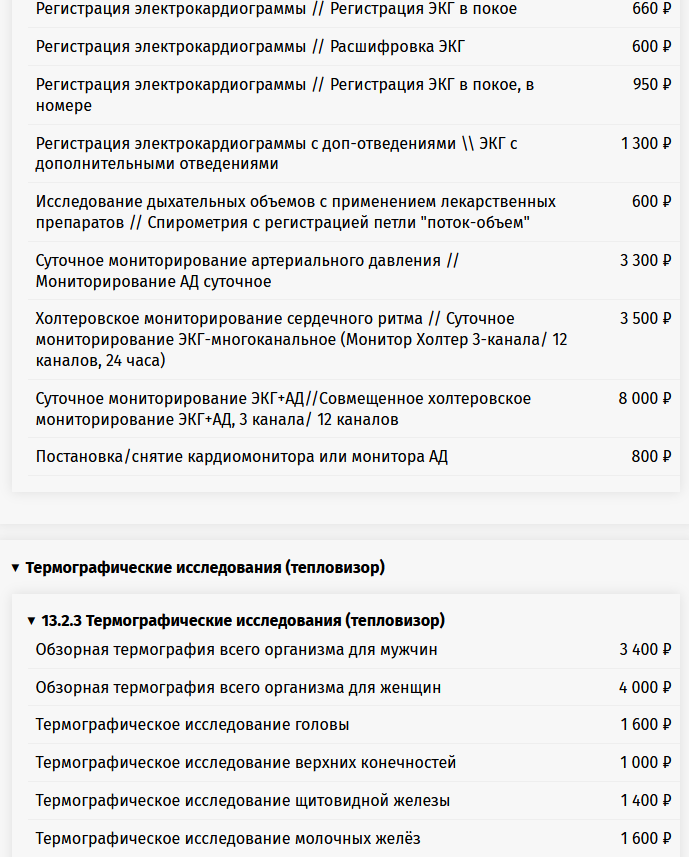 Регистрация электрокардиограммы // Регистрация ЭКГ в покое 660 ₽
Регистрация электрокардиограммы // Расшифровка ЭКГ 600 ₽
Регистрация электрокардиограммы // Регистрация ЭКГ в покое, в 950 ₽
номере
Регистрация электрокардиограммы с доп-отведениями \\ ЭКГ с 1 300 ₽
дополнительными отведениями
Исследование дыхательных объемов с применением лекарственных 600 ₽
препаратов // Спирометрия с регистрацией петли "поток-объем"
Суточное мониторирование артериального давления // 3 300 ₽
Мониторирование АД суточное
Холтеровское мониторирование сердечного ритма // Суточное 3 500 ₽
мониторирование ЭКГ-многоканальное (Монитор Холтер 3-канала/ 12
каналов, 24 часа)
Суточное мониторирование ЭКГ+АД//Совмещенное холтеровское 8 000 ₽
мониторирование ЭКГ+АД, 3 канала/ 12 каналов
Постановка/снятие кардиомонитора или монитора АД 800 ₽
▼ Термографические исследования (тепловизор)
▼ 13.2.3 Термографические исследования (тепловизор)
Обзорная термография всего организма для мужчин 3 400 ₽
Обзорная термография всего организма для женщин 4 000 ₽
Термографическое исследование головы 1 600 ₽
Термографическое исследование верхних конечностей 1 000 ₽
Термографическое исследование щитовидной железы 1 400 ₽
Термографическое исследование молочных желёз 1 600 ₽